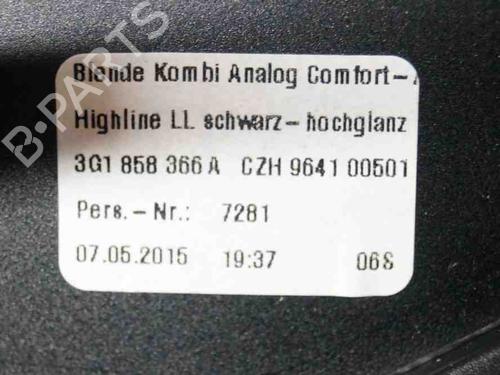 B-PARTS
Blende Kombi Analog Comfort-
Highline LL schwarz-hochglanz
3G1 858 366 A CZH 9641 00501
Pers.-Nr.: 7281
07.05.2015 19:37 06S